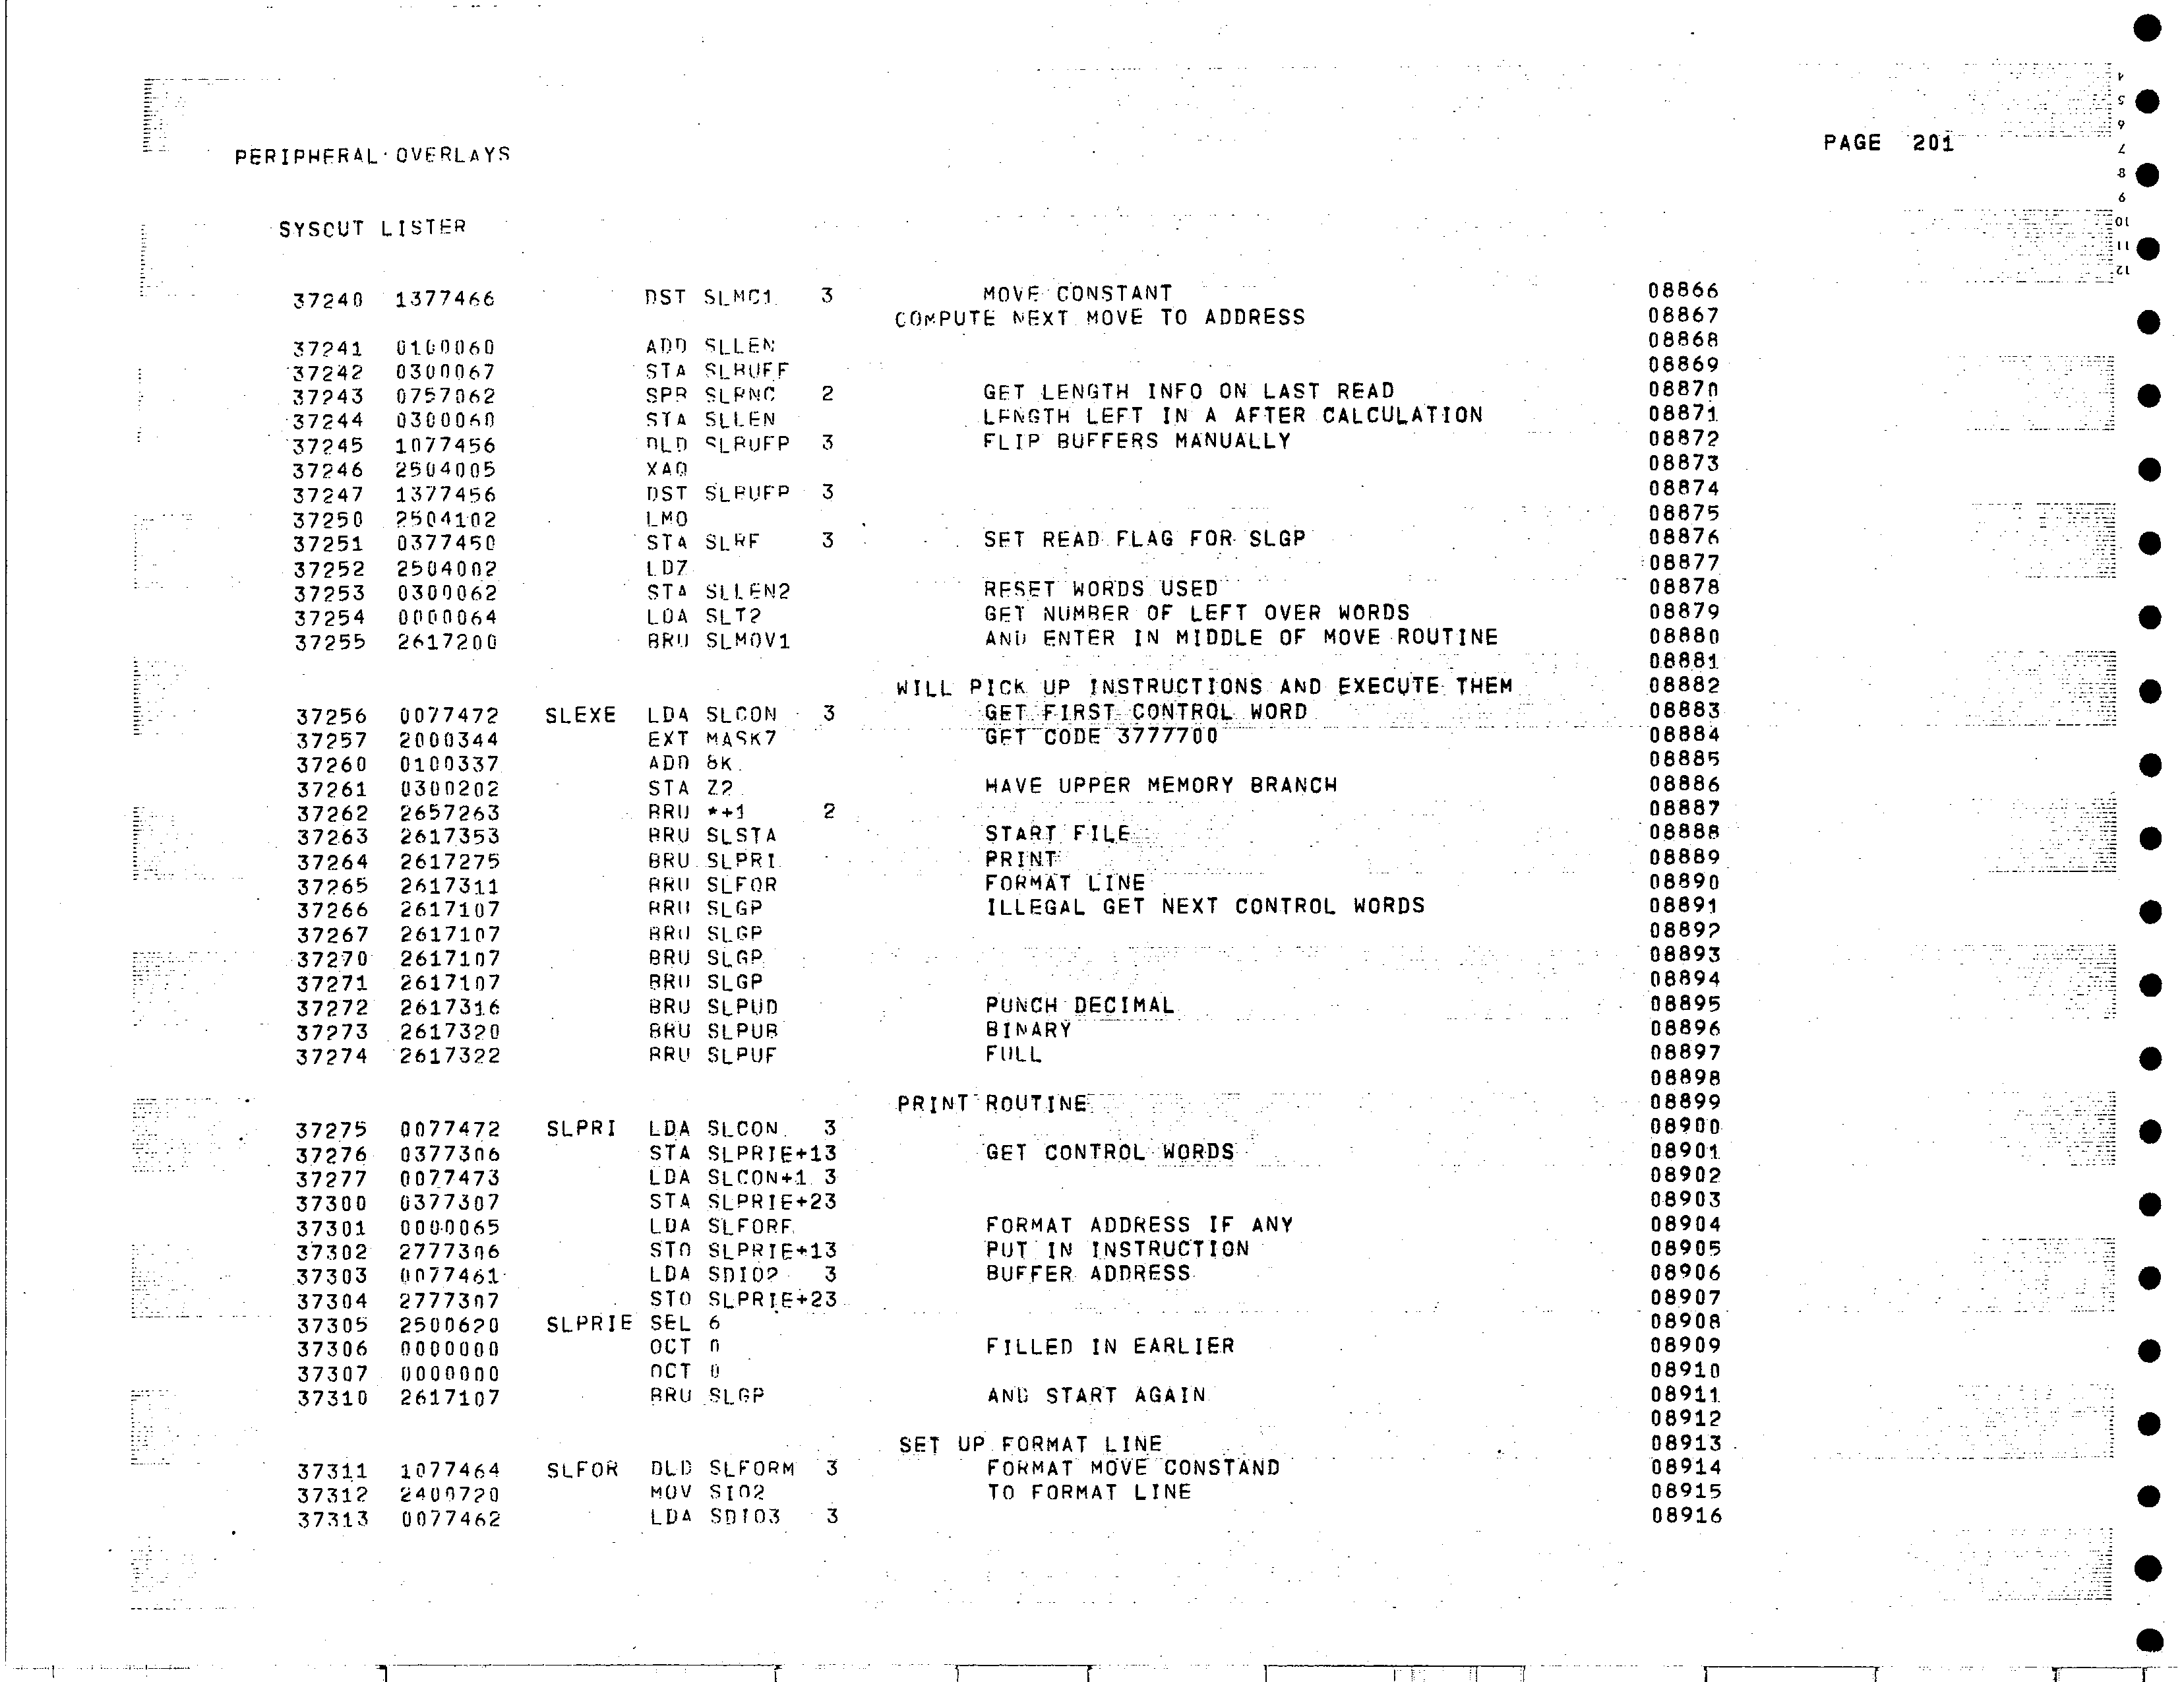 PERIPHERAL OVERLAYS PAGE 201
SYSOUT LISTER
37240 1377466 DST SLMC1 3 MOVE CONSTANT 08866
COMPUTE NEXT MOVE TO ADDRESS 08867
37241 0100060 ADD SLLEN 08868
37242 0300067 STA SLBUFF 08869
37243 0757062 SPB SLRNC 2 GET LENGTH INFO ON LAST READ 08870
37244 0300060 STA SLLEN LENGTH LEFT IN A AFTER CALCULATION 08871
37245 1077456 DLD SLBUFP 3 FLIP BUFFERS MANUALLY 08872
37246 2504005 XAQ 08873
37247 1377456 DST SLBUFP 3 08874
37250 2504102 LMO 08875
37251 0377450 STA SLRF 3 SET READ FLAG FOR SLGP 08876
37252 2504002 LDZ 08877
37253 0300062 STA SLLEN2 RESET WORDS USED 08878
37254 0000064 LDA SLT2 GET NUMBER OF LEFT OVER WORDS 08879
37255 2617200 BRU SLMOV1 AND ENTER IN MIDDLE OF MOVE ROUTINE 08880
08881
WILL PICK UP INSTRUCTIONS AND EXECUTE THEM 08882
37256 0077472 SLEXE LDA SLCON 3 GET FIRST CONTROL WORD 08883
37257 2000344 EXT MASK7 GET CODE 3777700 08884
37260 0100337 ADD 8K 08885
37261 0300202 STA Z2 HAVE UPPER MEMORY BRANCH 08886
37262 2657263 BRU *+1 2 08887
37263 2617353 BRU SLSTA START FILE 08888
37264 2617275 BRU SLPRI PRINT 08889
37265 2617311 BRU SLFOR FORMAT LINE 08890
37266 2617107 BRU SLGP ILLEGAL GET NEXT CONTROL WORDS 08891
37267 2617107 BRU SLGP 08892
37270 2617107 BRU SLGP 08893
37271 2617107 BRU SLGP 08894
37272 2617316 BRU SLPUD PUNCH DECIMAL 08895
37273 2617320 BRU SLPUB BINARY 08896
37274 2617322 BRU SLPUF FULL 08897
08898
PRINT ROUTINE 08899
37275 0077472 SLPRI LDA SLCON 3 08900
37276 0377306 STA SLPRIE+13 GET CONTROL WORDS 08901
37277 0077473 LDA SLCON+1 3 08902
37300 0377307 STA SLPRIE+23 08903
37301 0000065 LDA SLFORF FORMAT ADDRESS IF ANY 08904
37302 2777306 STO SLPRIE+13 PUT IN INSTRUCTION 08905
37303 0077461 LDA SDIO2 3 BUFFER ADDRESS 08906
37304 2777307 STO SLPRIE+23 08907
37305 2500620 SLPRIE SEL 6 08908
37306 0000000 OCT 0 FILLED IN EARLIER 08909
37307 0000000 OCT 0 08910
37310 2617107 BRU SLGP AND START AGAIN 08911
08912
SET UP FORMAT LINE 08913
37311 1077464 SLFOR DLD SLFORM 3 FORMAT MOVE CONSTAND 08914
37312 2400720 MOV SIO2 TO FORMAT LINE 08915
37313 0077462 LDA SDIO3 3 08916
4
5
6
7
8
9
10
11
12